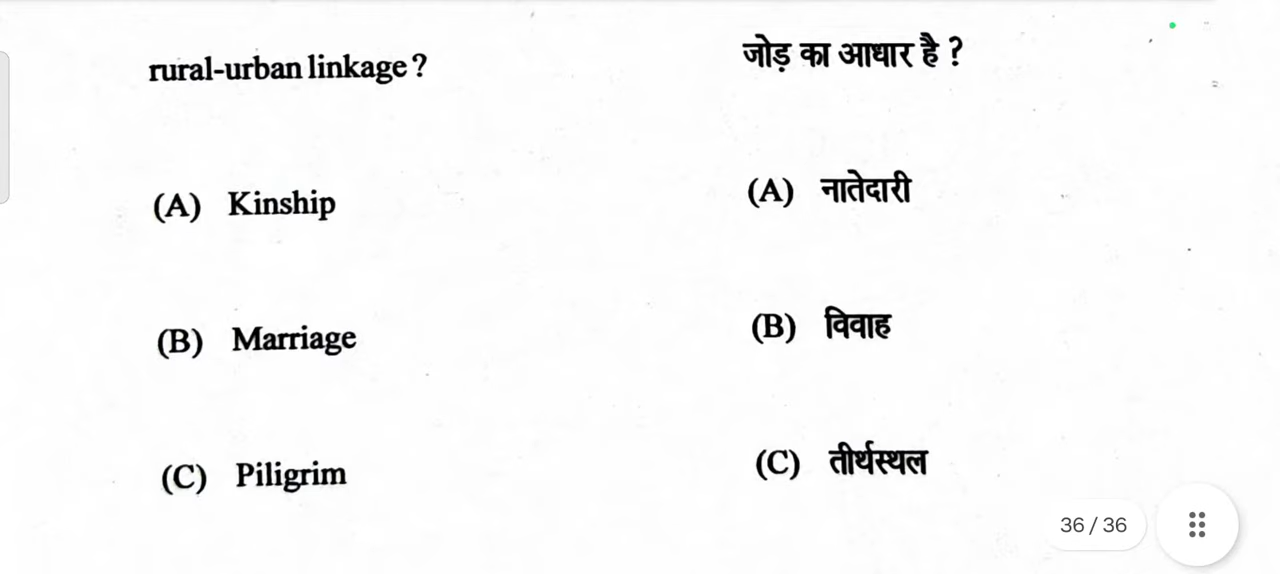 rural-urban linkage ?
(A) Kinship
(B) Marriage
(C) Piligrim
जोड़ का आधार है ?
(A) नातेदारी
(B) विवाह
(C) तीर्थस्थल
36 / 36